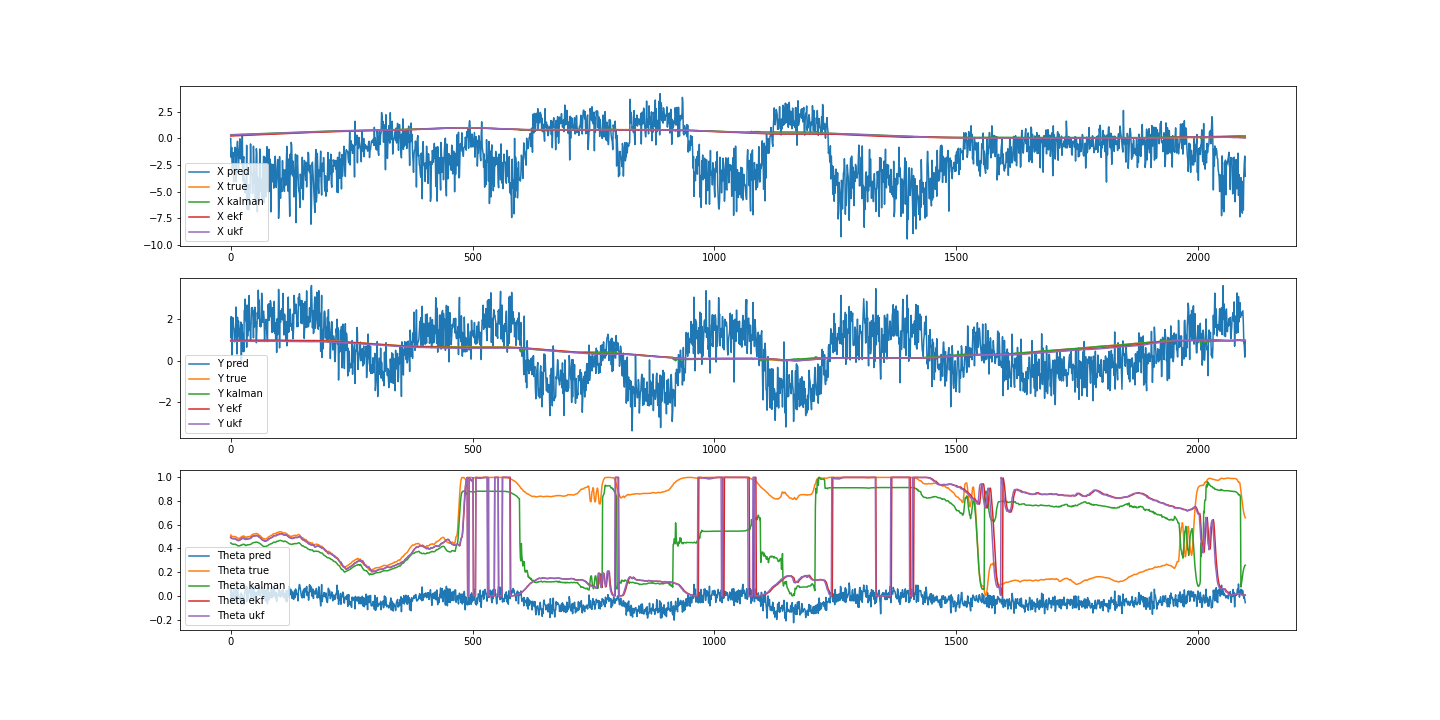 2.5
0.0
−2.5
−5.0
−7.5
−10.0
X pred
X true
X kalman
X ekf
X ukf
0 500 1000 1500 2000
2
0
−2
Y pred
Y true
Y kalman
Y ekf
Y ukf
0 500 1000 1500 2000
1.0
0.8
0.6
0.4
0.2
0.0
−0.2
Theta pred
Theta true
Theta kalman
Theta ekf
Theta ukf
0 500 1000 1500 2000